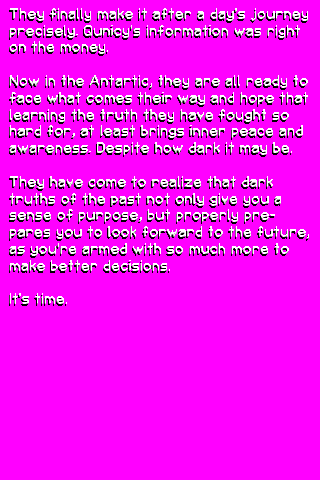 They finally make it after a day's journey
precisely. Qunicy's information was right
on the money.
Now in the Antartic, they are all ready to
face what comes their way and hope that
learning the truth they have fought so
hard for, at least brings inner peace and
awareness. Despite how dark it may be.
They have come to realize that dark
truths of the past not only give you a
sense of purpose, but properly pre-
pares you to look forward to the future,
as you're armed with so much more to
make better decisions.
It's time.